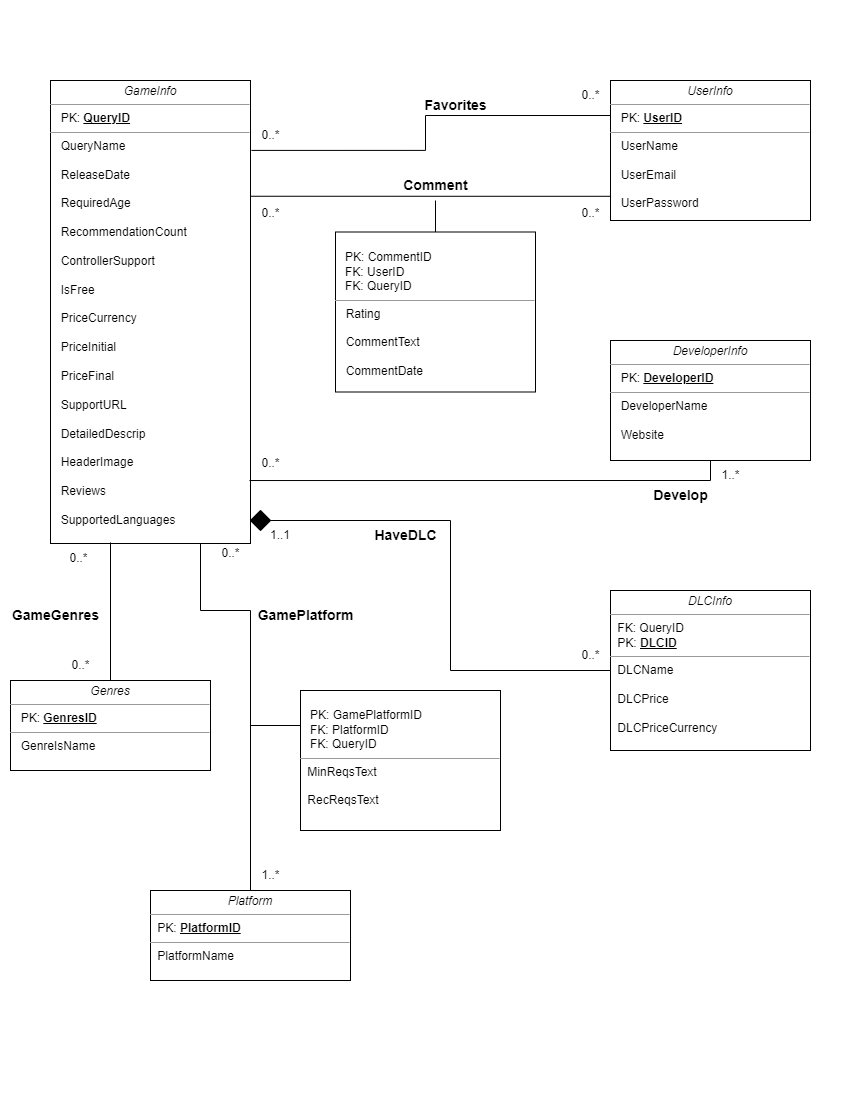 GameInfo
PK: QueryID
QueryName
ReleaseDate
RequiredAge
RecommendationCount
ControllerSupport
IsFree
PriceCurrency
PriceInitial
PriceFinal
SupportURL
DetailedDescrip
HeaderImage
Reviews
SupportedLanguages
Favorites
0..*
0..*
UserInfo
PK: UserID
UserName
UserEmail
UserPassword
Comment
0..*
0..*
PK: CommentID
FK: UserID
FK: QueryID
Rating
CommentText
CommentDate
DeveloperInfo
PK: DeveloperID
DeveloperName
Website
0..*
1..*
Develop
1..1
HaveDLC
0..*
DLCInfo
FK: QueryID
PK: DLCID
DLCName
DLCPrice
DLCPriceCurrency
0..*
GameGenres
0..*
Genres
PK: GenresID
GenreIsName
0..*
GamePlatform
PK: GamePlatformID
FK: PlatformID
FK: QueryID
MinReqsText
RecReqsText
1..*
Platform
PK: PlatformID
PlatformName